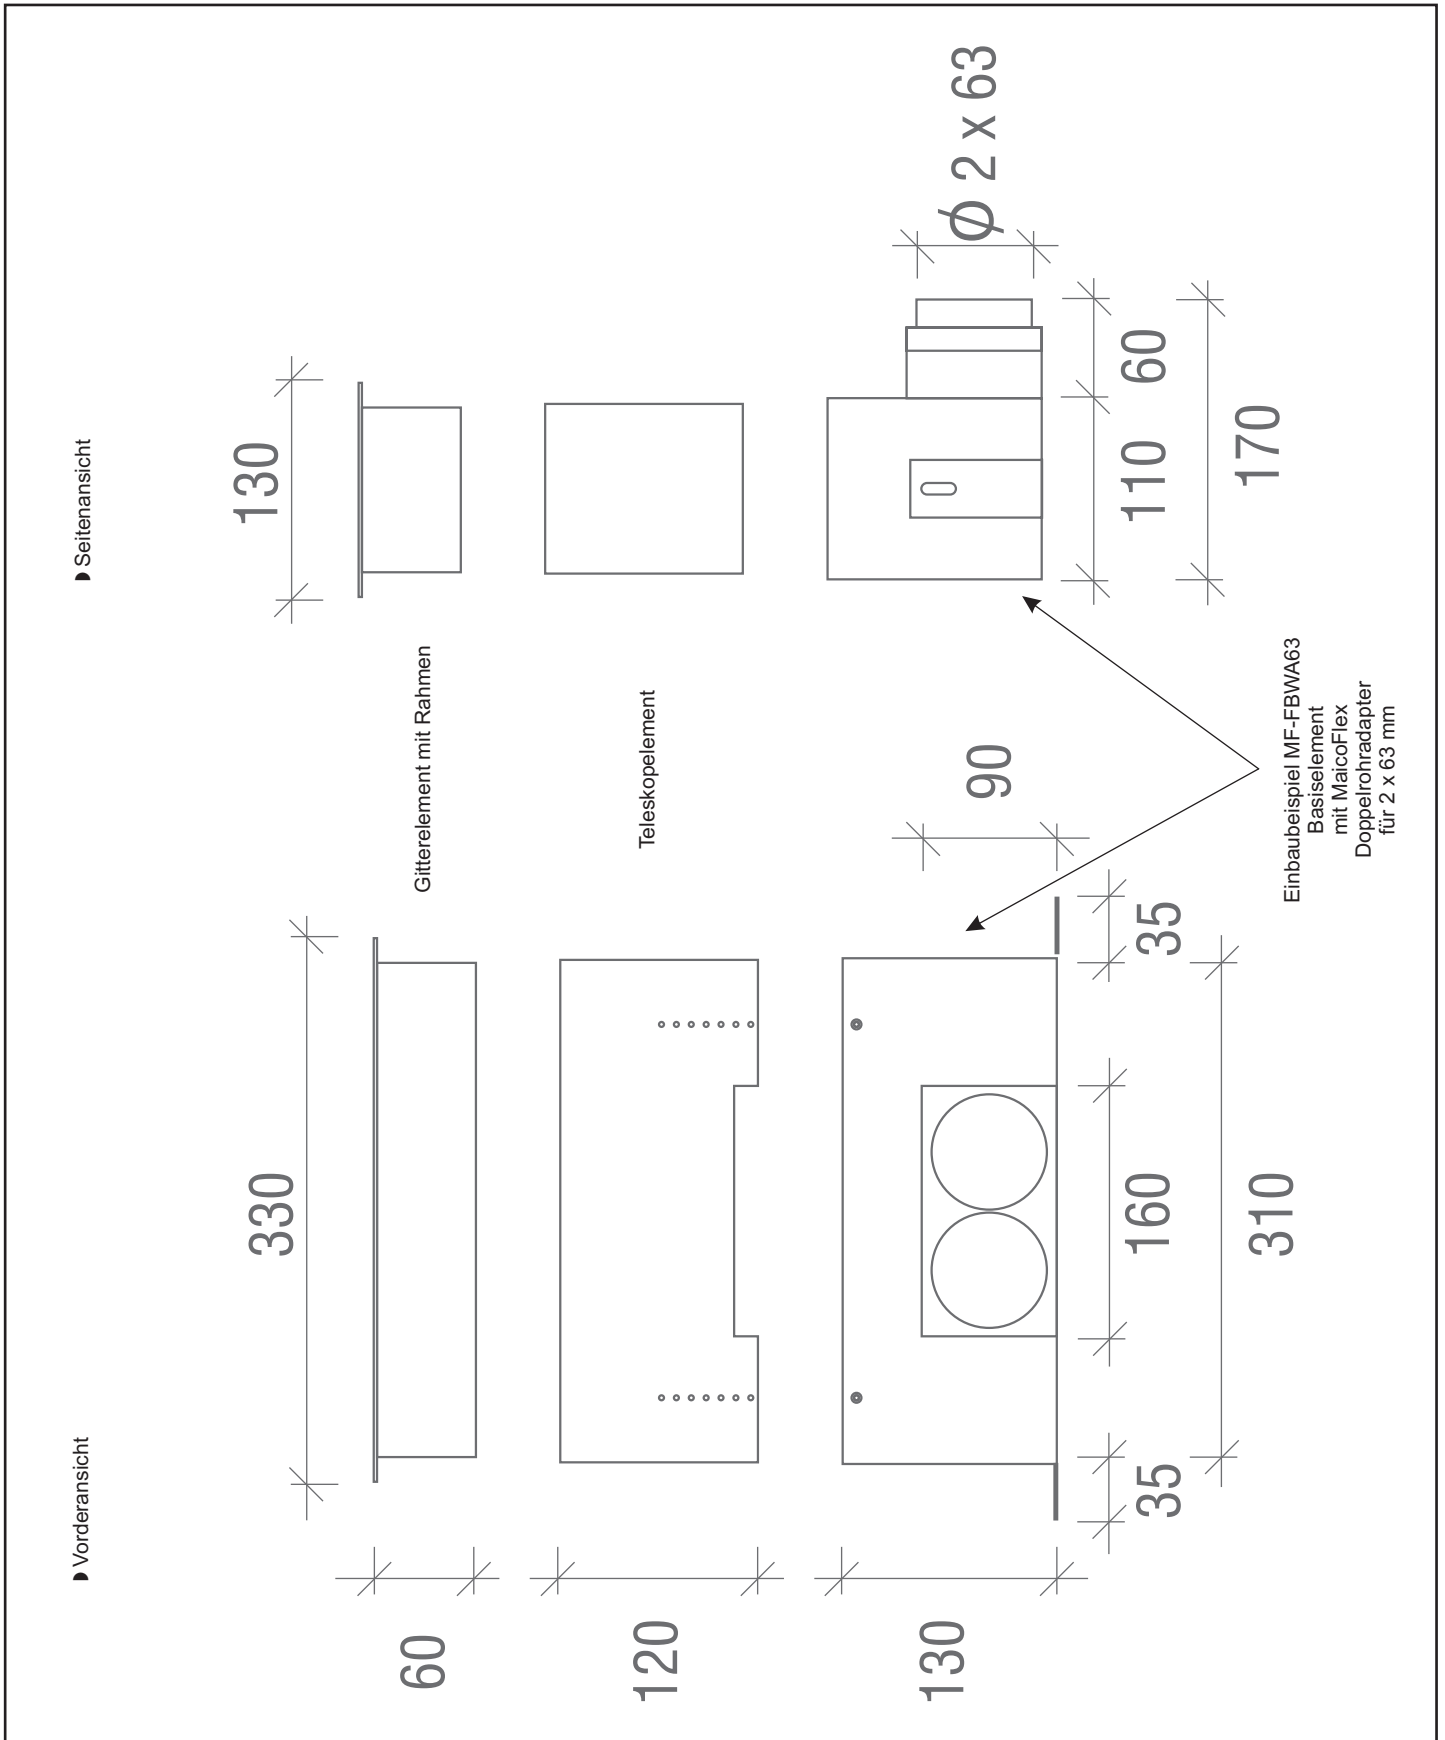 ◗ Vorderansicht
◗ Seitenansicht
330
130
60
Gitterelement mit Rahmen
120
Teleskopelement
130
90
Ø 2 x 63
35
160
35
310
110
60
170
Einbaubeispiel MF-FBWA63
Basiselement
mit MaicoFlex
Doppelrohradapter
für 2 x 63 mm